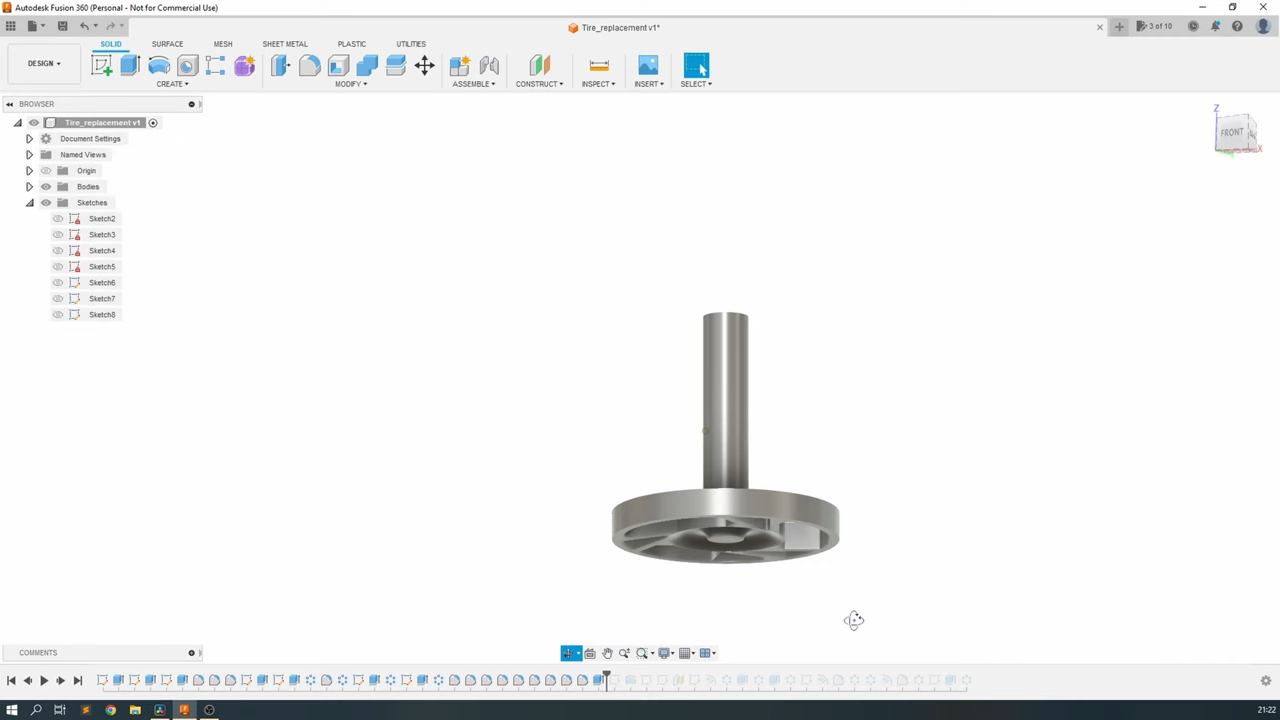 Autodesk Fusion 360 (Personal - Not for Commercial Use)
Tire_replacement v1*
3 of 10
SOLID SURFACE MESH SHEET METAL PLASTIC UTILITIES
DESIGN
CREATE MODIFY ASSEMBLE CONSTRUCT INSPECT INSERT SELECT
BROWSER
Tire_replacement v1
Document Settings
Named Views
Origin
Bodies
Sketches
Sketch2
Sketch3
Sketch4
Sketch5
Sketch6
Sketch7
Sketch8
Z
FRONT
X
COMMENTS
21:22